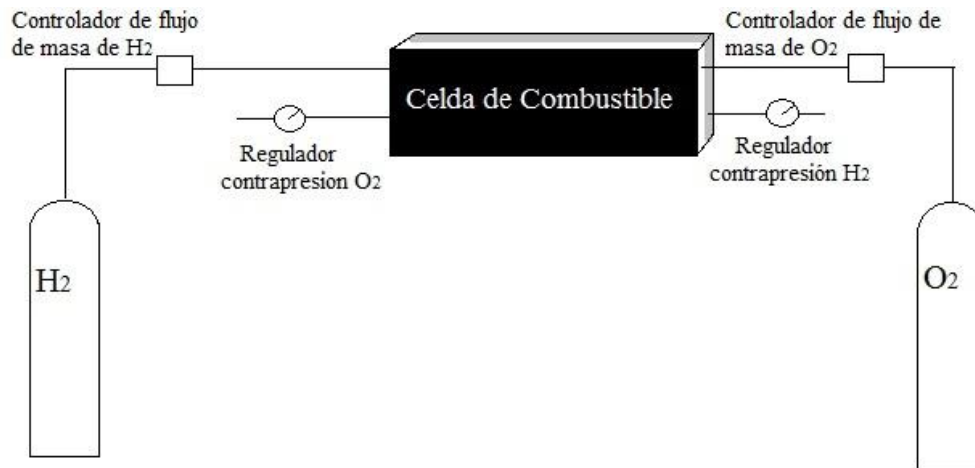 Controlador de flujo
de masa de H2
Controlador de flujo de
masa de O2
Celda de Combustible
Regulador
contrapresion O2
Regulador
contrapresión H2
H2
O2